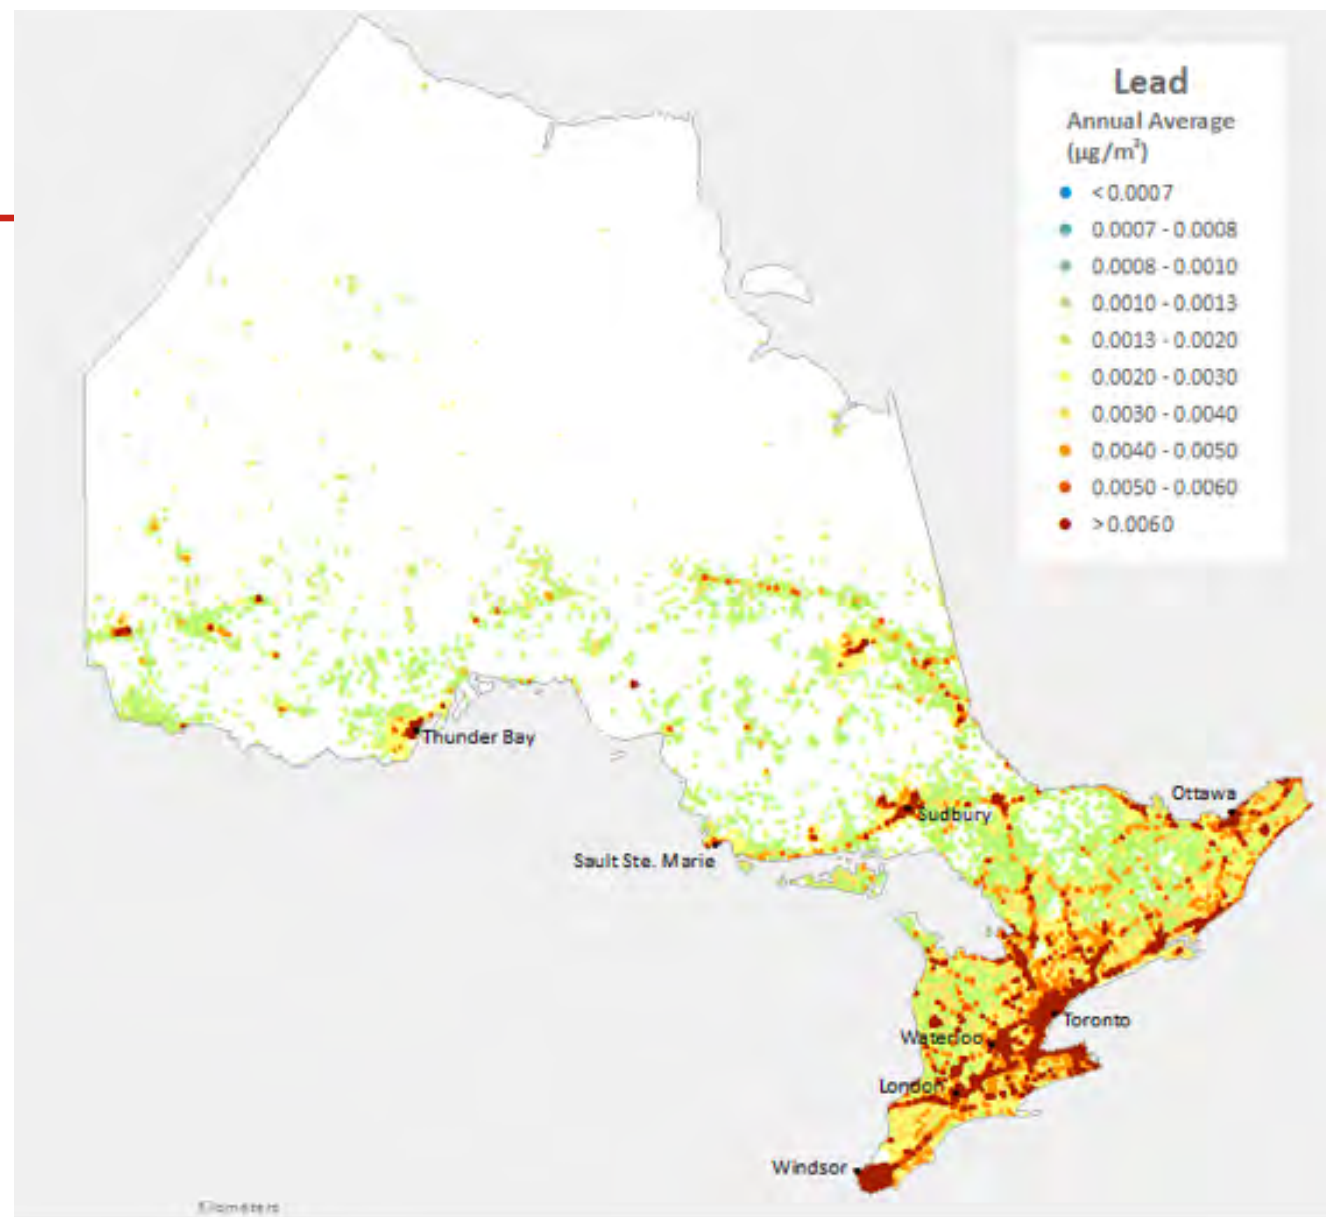 Lead
Annual Average
(µg/m³)
<0.0007
0.0007 - 0.0008
0.0008 - 0.0010
0.0010 - 0.0013
0.0013 - 0.0020
0.0020 - 0.0030
0.0030 - 0.0040
0.0040 - 0.0050
0.0050 - 0.0060
>0.0060
Thunder Bay
Ottawa
Sudbury
Sault Ste. Marie
Toronto
Waterloo
London
Windsor
Kilometers